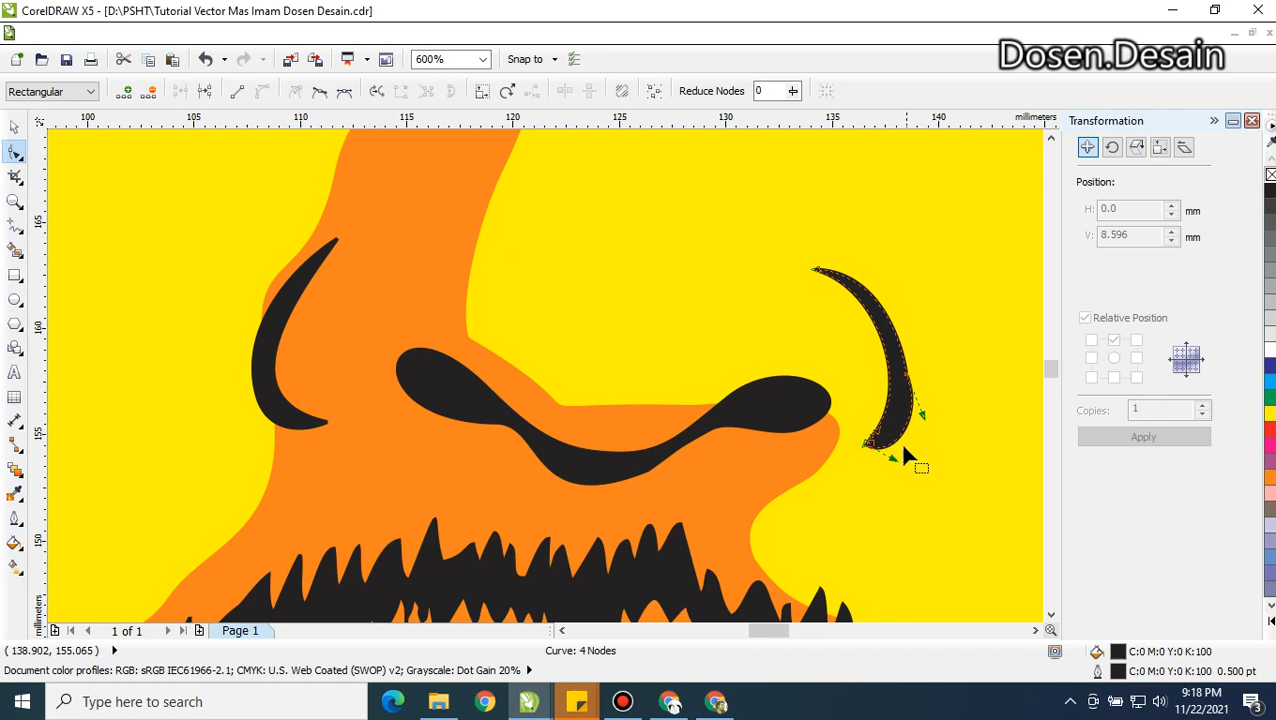 CorelDRAW X5 - [D:\PSHT\Tutorial Vector Mas Imam Dosen Desain.cdr]
Dosen.Desain
600%
Snap to
Rectangular
Reduce Nodes
0
100 105 110 115 120 125 130 135 140 millimeters
Transformation
Position:
H: 0.0 mm
V: 8.596 mm
Relative Position
Copies: 1
Apply
165
160
155
150
millimeters
1 of 1
Page 1
( 138.902, 155.065 )
Curve: 4 Nodes
C:0 M:0 Y:0 K:100
Document color profiles: RGB: sRGB IEC61966-2.1; CMYK: U.S. Web Coated (SWOP) v2; Grayscale: Dot Gain 20%
C:0 M:0 Y:0 K:100 0.500 pt
Type here to search
9:18 PM
11/22/2021
3